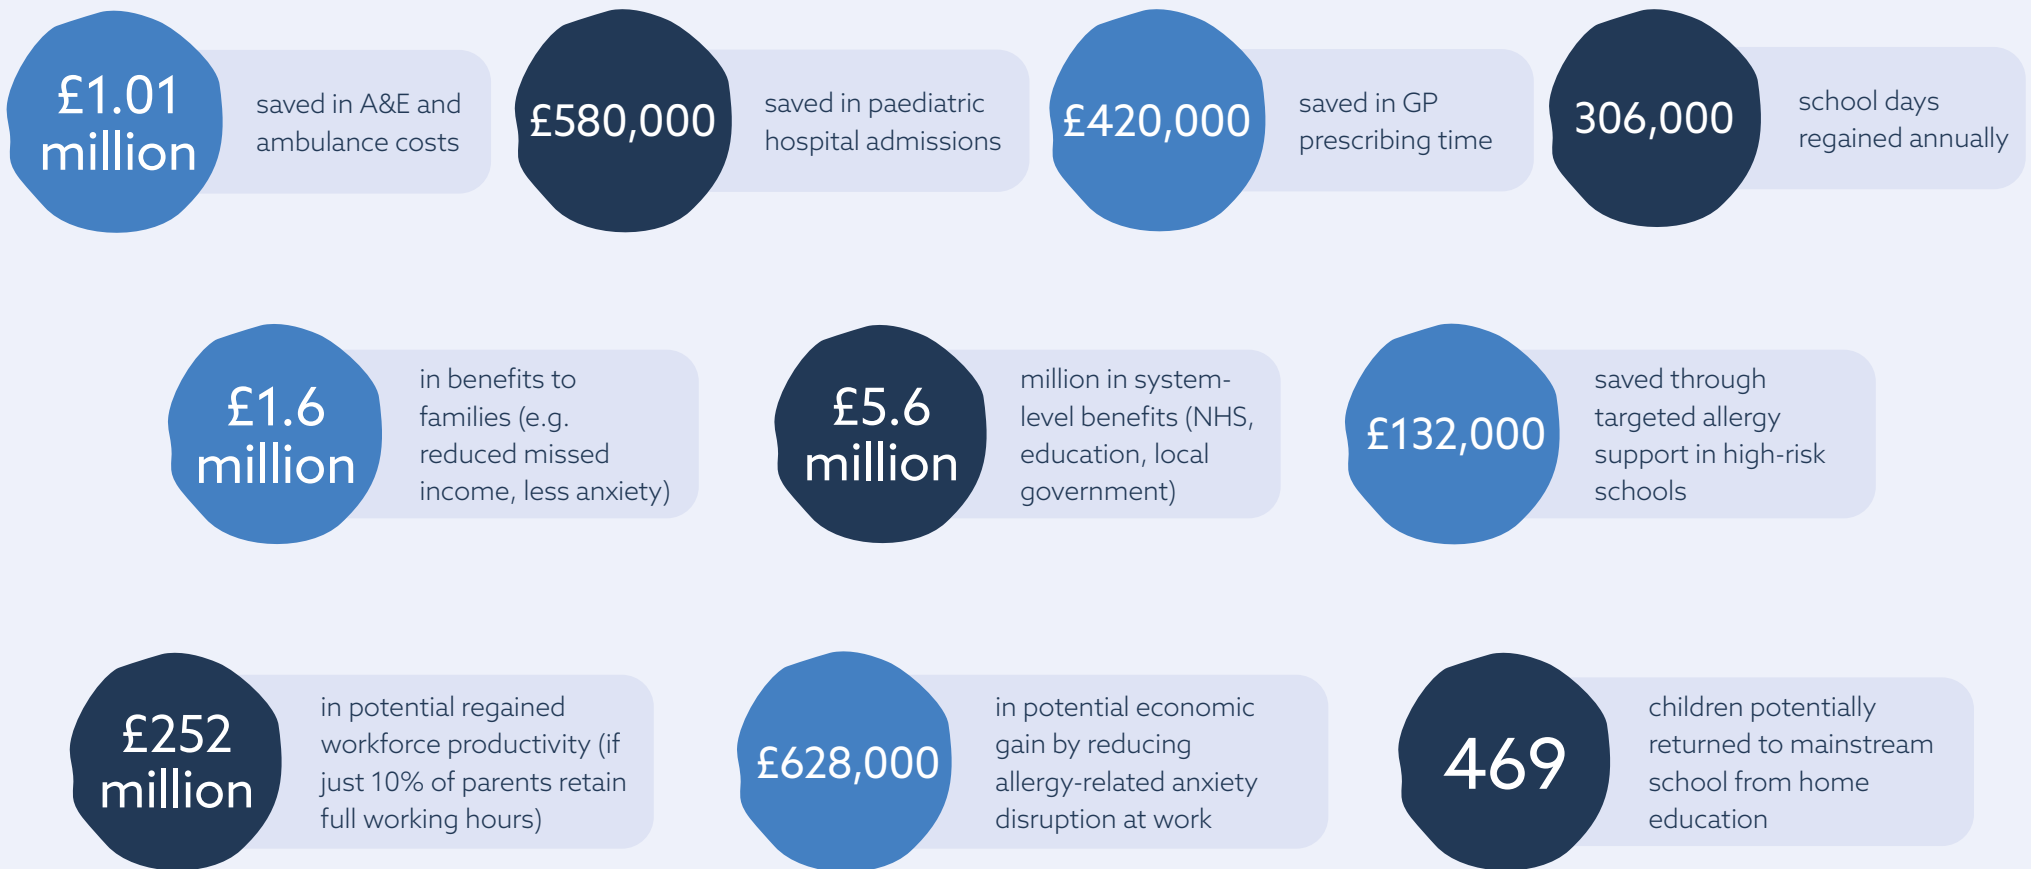 £1.01
million
saved in A&E and
ambulance costs
£580,000
saved in paediatric
hospital admissions
£420,000
saved in GP
prescribing time
306,000
school days
regained annually
£1.6
million
in benefits to
families (e.g.
reduced missed
income, less anxiety)
£5.6
million
million in system-
level benefits (NHS,
education, local
government)
£132,000
saved through
targeted allergy
support in high-risk
schools
£252
million
in potential regained
workforce productivity (if
just 10% of parents retain
full working hours)
£628,000
in potential economic
gain by reducing
allergy-related anxiety
disruption at work
469
children potentially
returned to mainstream
school from home
education